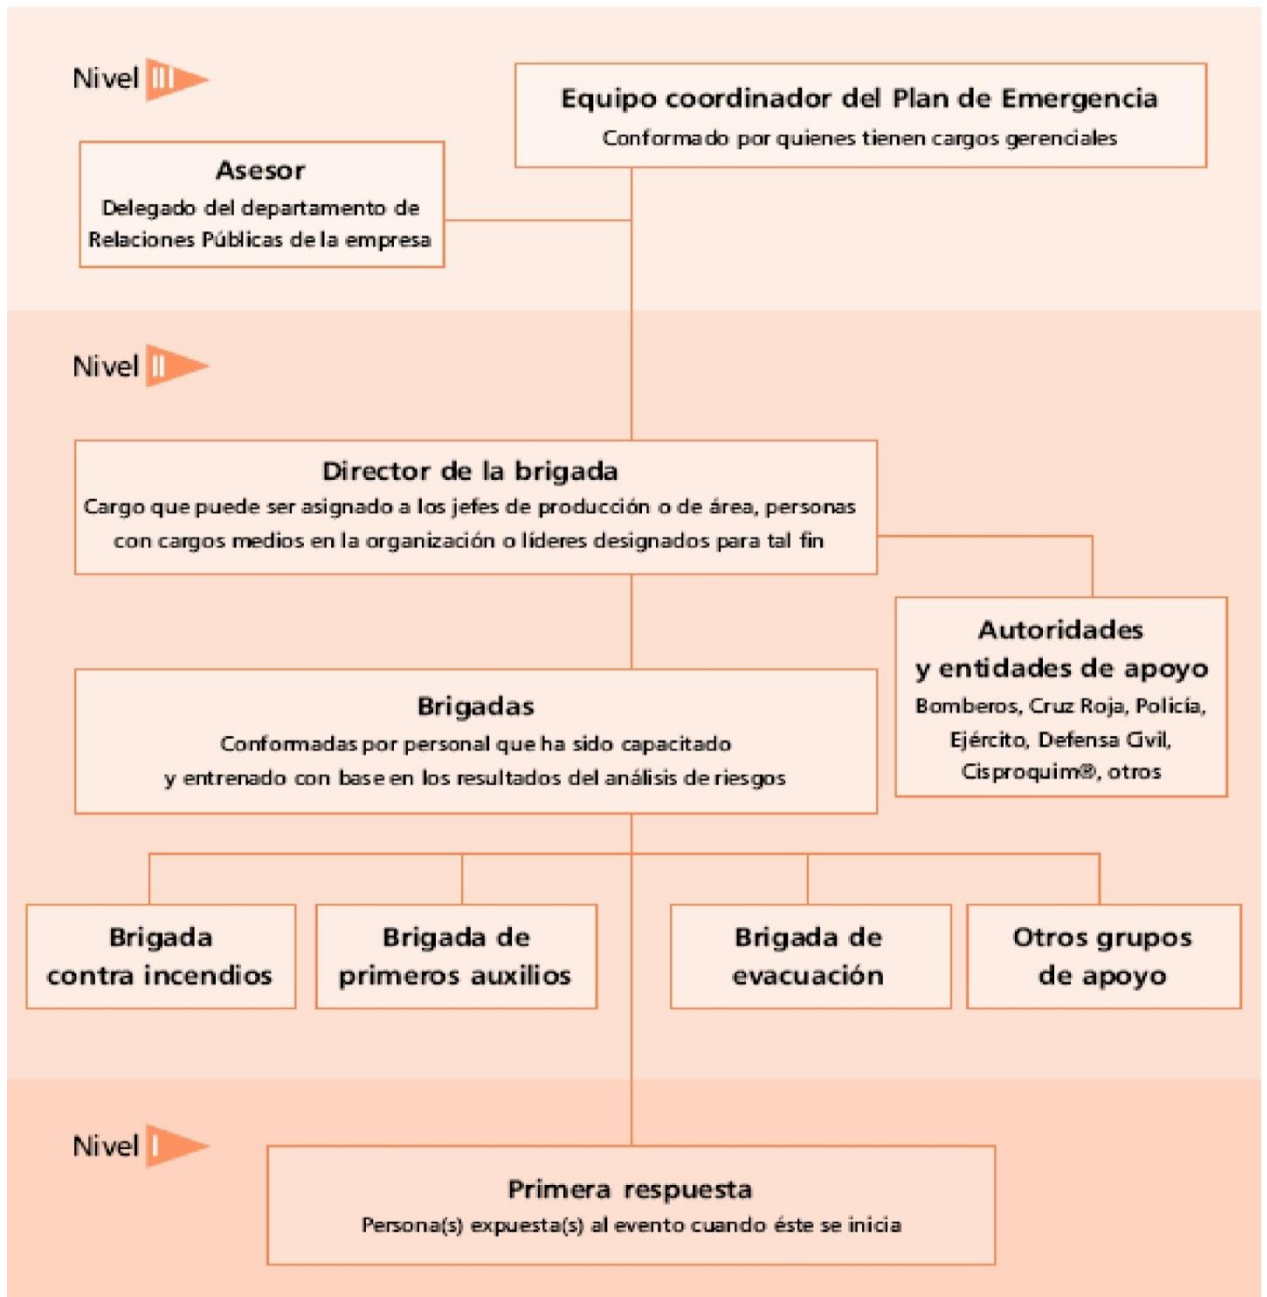 Nivel III
Equipo coordinador del Plan de Emergencia
Conformado por quienes tienen cargos gerenciales
Asesor
Delegado del departamento de
Relaciones Públicas de la empresa
Nivel II
Director de la brigada
Cargo que puede ser asignado a los jefes de producción o de área, personas
con cargos medios en la organización o líderes designados para tal fin
Autoridades
y entidades de apoyo
Bomberos, Cruz Roja, Policía,
Ejército, Defensa Civil,
Cisproquim®, otros
Brigadas
Conformadas por personal que ha sido capacitado
y entrenado con base en los resultados del análisis de riesgos
Brigada
contra incendios
Brigada de
primeros auxilios
Brigada de
evacuación
Otros grupos
de apoyo
Nivel I
Primera respuesta
Persona(s) expuesta(s) al evento cuando éste se inicia